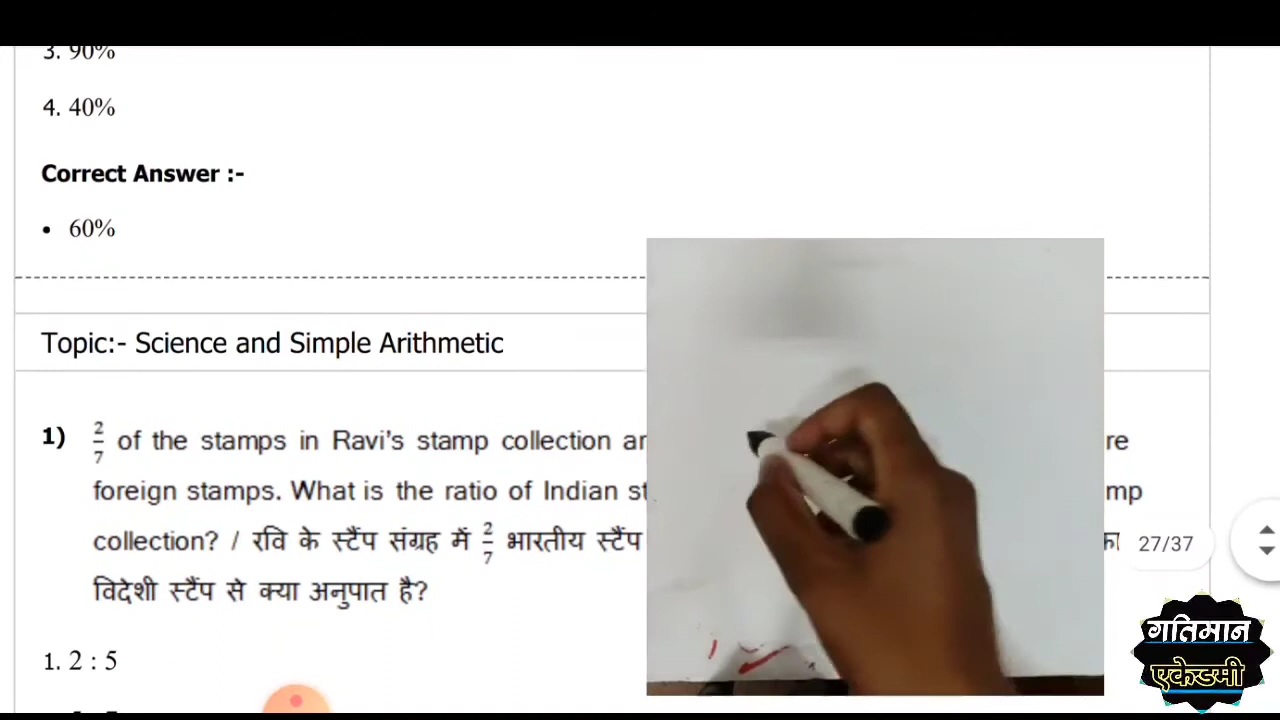 3. 90%
4. 40%
Correct Answer :-
• 60%
Topic:- Science and Simple Arithmetic
1) 2/7 of the stamps in Ravi's stamp collection re
foreign stamps. What is the ratio of Indian mp
collection? / रवि के स्टैंप संग्रह में 2/7 भारतीय स्टैंप
27/37
विदेशी स्टैंप से क्या अनुपात है?
1. 2 : 5
गतिमान
एकेडमी